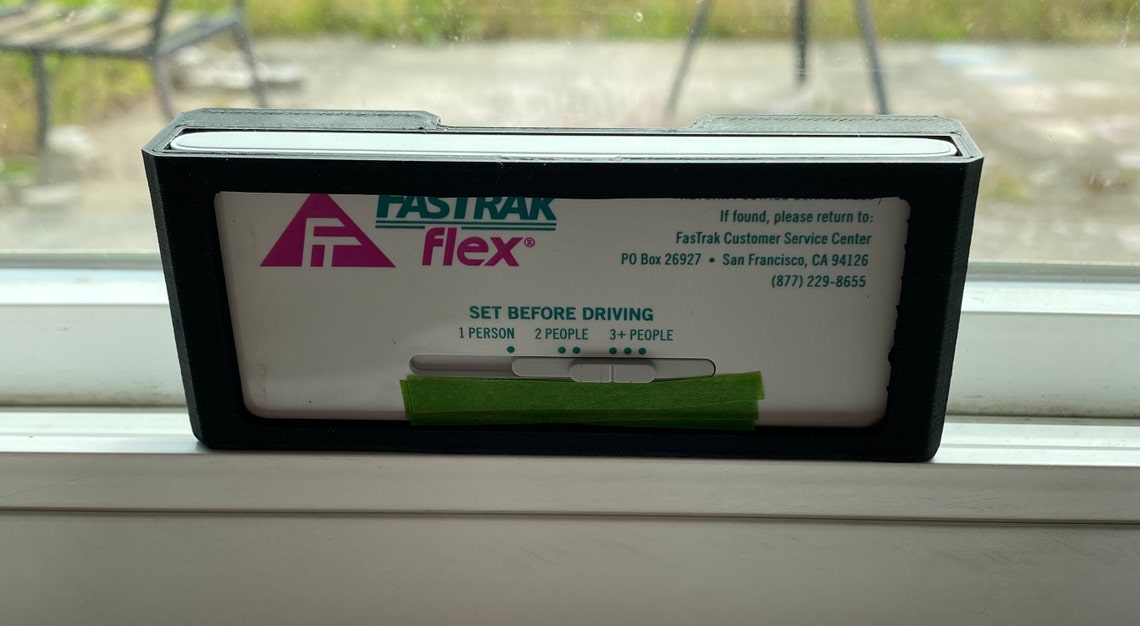 FT
FASTRAK
flex®
If found, please return to:
FasTrak Customer Service Center
PO Box 26927 • San Francisco, CA 94126
(877) 229-8655
SET BEFORE DRIVING
1 PERSON 2 PEOPLE 3+ PEOPLE